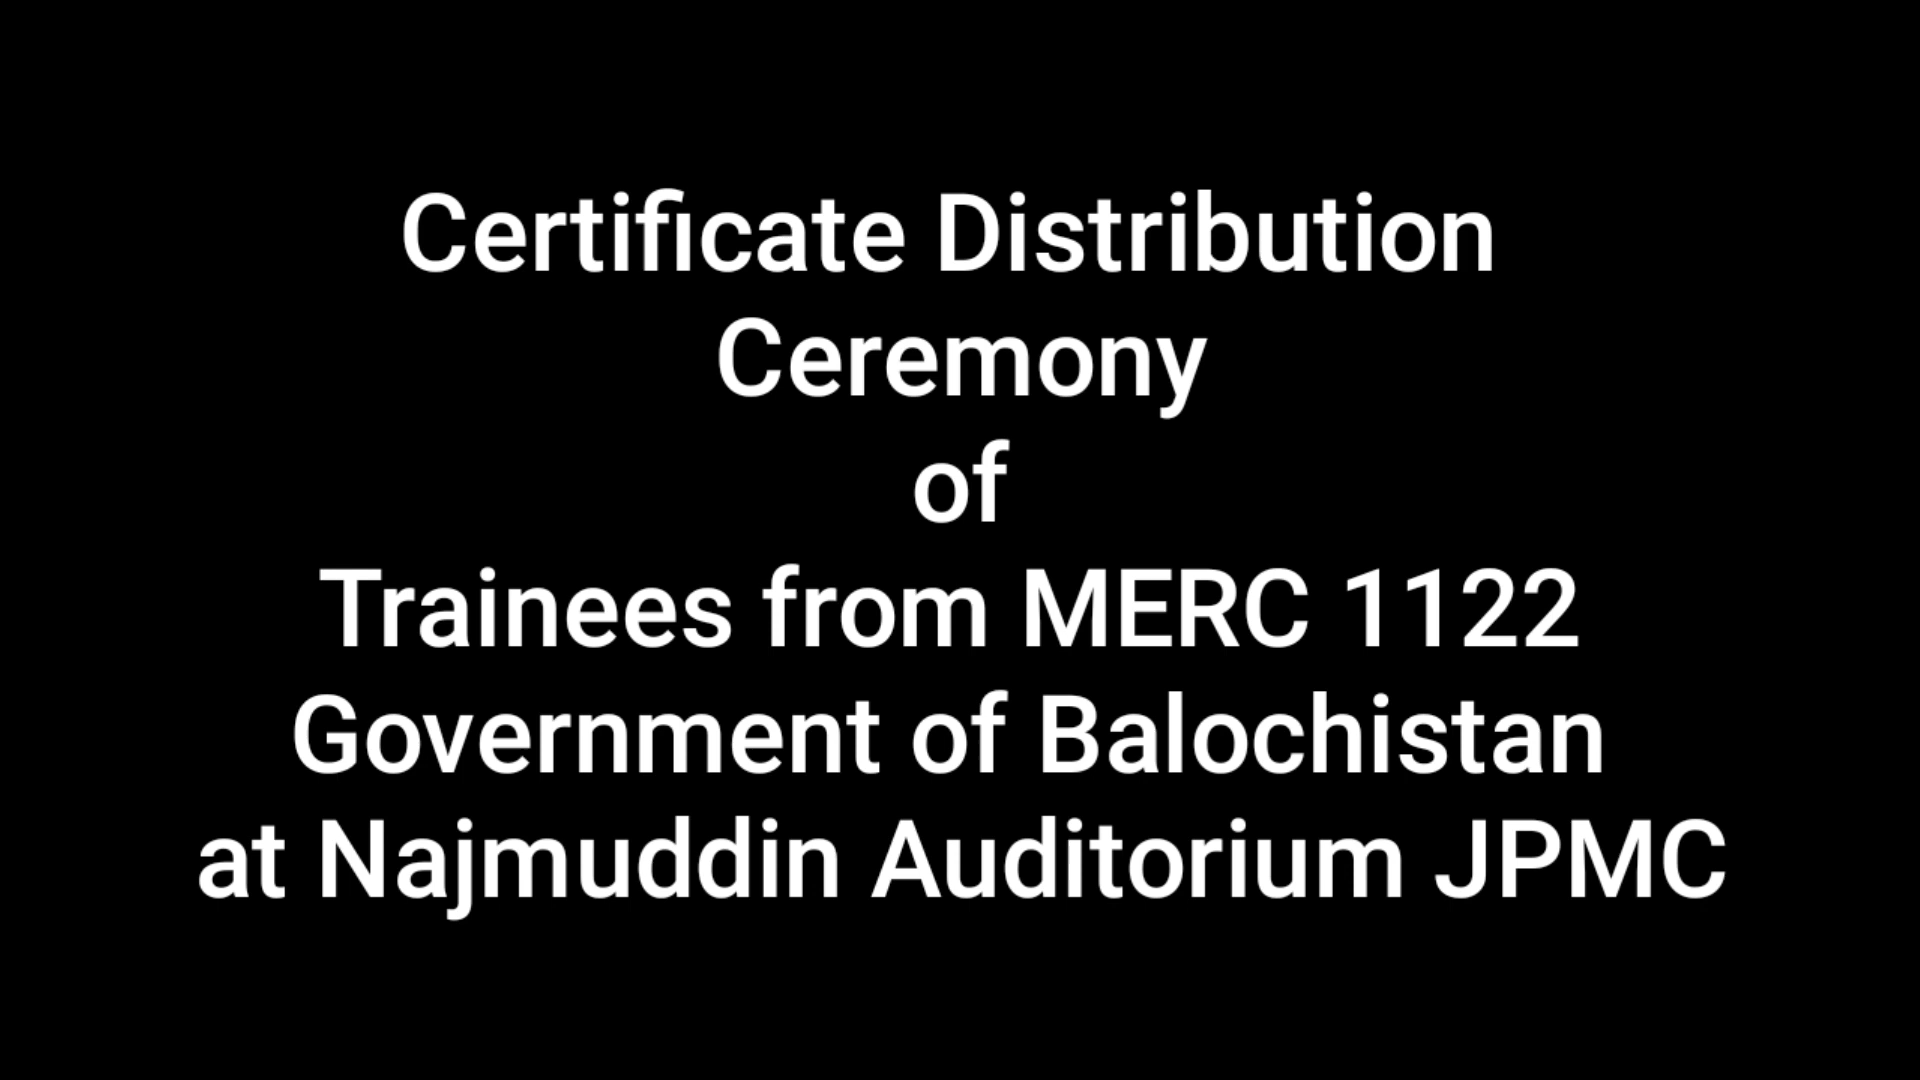 Certificate Distribution
Ceremony
of
Trainees from MERC 1122
Government of Balochistan
at Najmuddin Auditorium JPMC